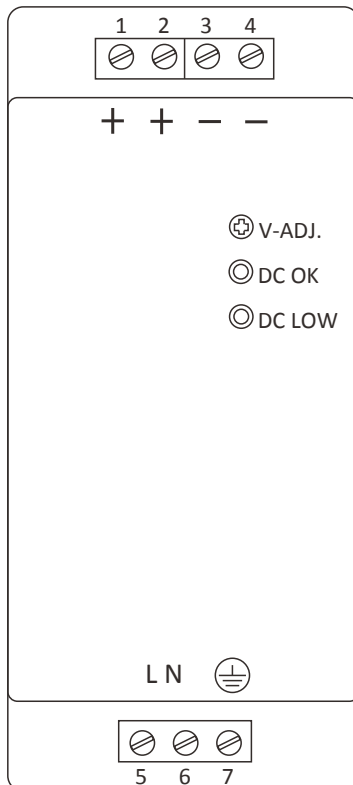 1 2 3 4
+ + − −
V-ADJ.
DC OK
DC LOW
L N
5 6 7